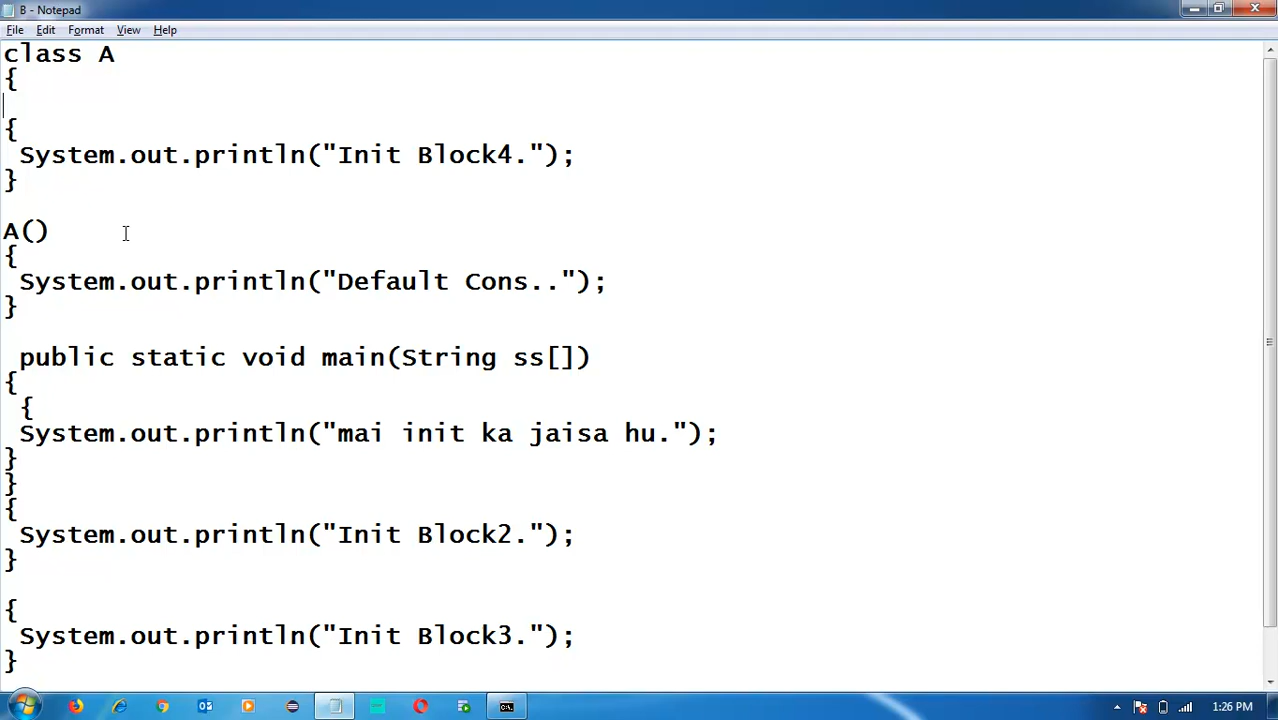 B - Notepad
File Edit Format View Help
class A
{
{
System.out.println("Init Block4.");
}
A()
{
System.out.println("Default Cons..");
}
public static void main(String ss[])
{
{
System.out.println("mai init ka jaisa hu.");
}
}
{
System.out.println("Init Block2.");
}
{
System.out.println("Init Block3.");
}
1:26 PM